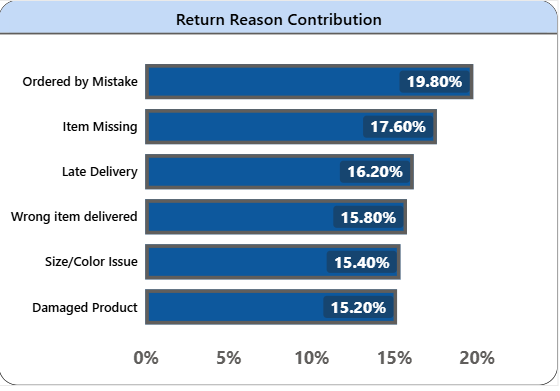 Return Reason Contribution
Ordered by Mistake 19.80%
Item Missing 17.60%
Late Delivery 16.20%
Wrong item delivered 15.80%
Size/Color Issue 15.40%
Damaged Product 15.20%
0% 5% 10% 15% 20%